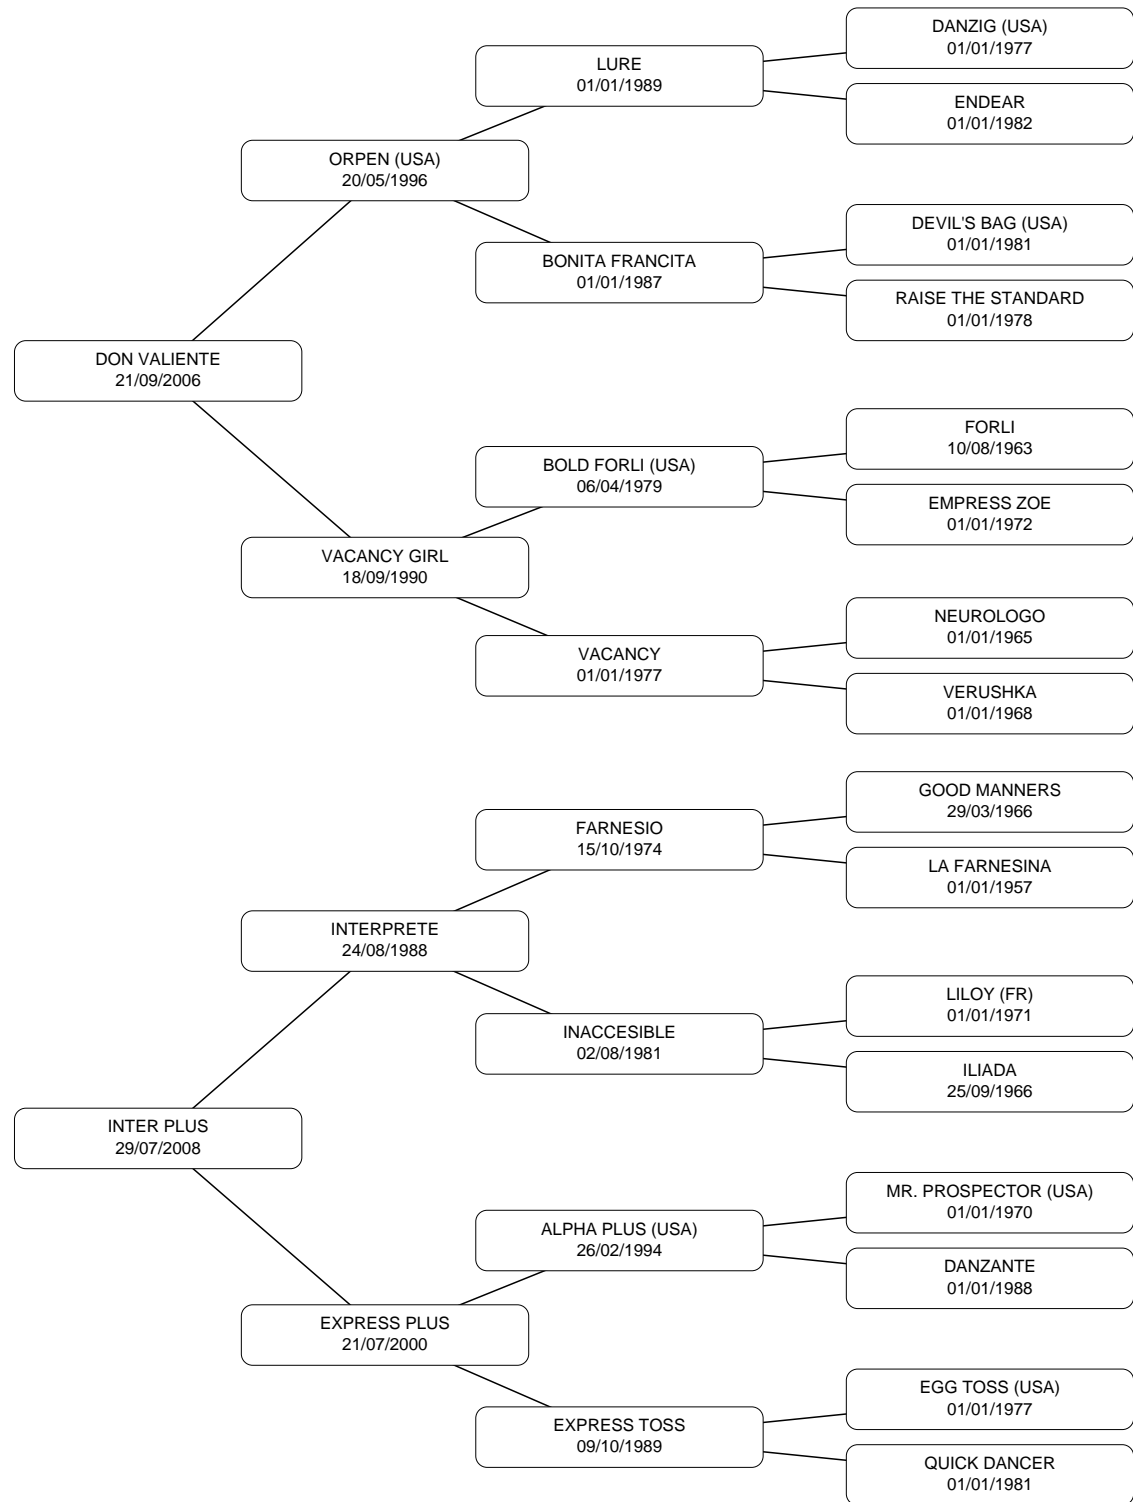 DANZIG (USA)
01/01/1977
LURE
01/01/1989
ENDEAR
01/01/1982
ORPEN (USA)
20/05/1996
DEVIL'S BAG (USA)
01/01/1981
BONITA FRANCITA
01/01/1987
RAISE THE STANDARD
01/01/1978
DON VALIENTE
21/09/2006
FORLI
10/08/1963
BOLD FORLI (USA)
06/04/1979
EMPRESS ZOE
01/01/1972
VACANCY GIRL
18/09/1990
NEUROLOGO
01/01/1965
VACANCY
01/01/1977
VERUSHKA
01/01/1968
GOOD MANNERS
29/03/1966
FARNESIO
15/10/1974
LA FARNESINA
01/01/1957
INTERPRETE
24/08/1988
LILOY (FR)
01/01/1971
INACCESIBLE
02/08/1981
ILIADA
25/09/1966
INTER PLUS
29/07/2008
MR. PROSPECTOR (USA)
01/01/1970
ALPHA PLUS (USA)
26/02/1994
DANZANTE
01/01/1988
EXPRESS PLUS
21/07/2000
EGG TOSS (USA)
01/01/1977
EXPRESS TOSS
09/10/1989
QUICK DANCER
01/01/1981